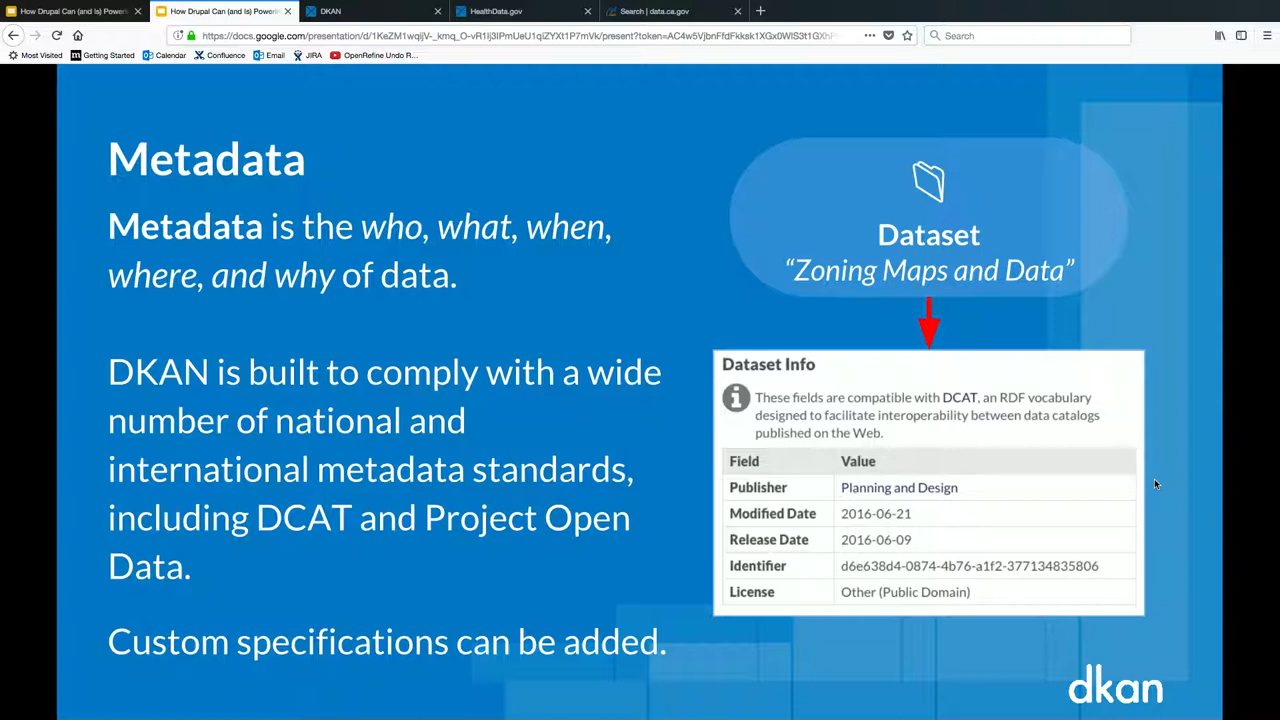 How Drupal Can (and Is) Powerin
How Drupal Can (and Is) Powerin
DKAN
HealthData.gov
Search | data.ca.gov
Search
Most Visited
Getting Started
Calendar
Confluence
Email
JIRA
OpenRefine Undo R...
Metadata
Metadata is the who, what, when,
where, and why of data.
DKAN is built to comply with a wide
number of national and
international metadata standards,
including DCAT and Project Open
Data.
Custom specifications can be added.
Dataset
“Zoning Maps and Data”
Dataset Info
These fields are compatible with DCAT, an RDF vocabulary
designed to facilitate interoperability between data catalogs
published on the Web.
Field Value
Publisher Planning and Design
Modified Date 2016-06-21
Release Date 2016-06-09
Identifier d6e638d4-0874-4b76-a1f2-377134835806
License Other (Public Domain)
dkan